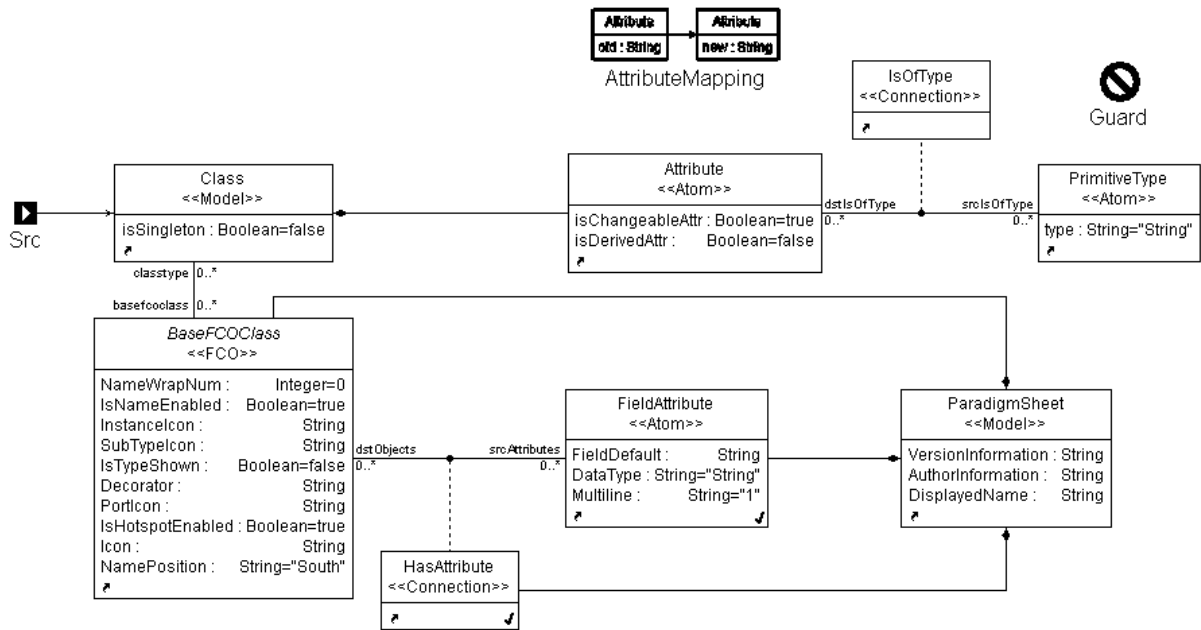 Attribute
old : String
Attribute
new : String
AttributeMapping
IsOfType
<<Connection>>
Guard
Src
Class
<<Model>>
isSingleton : Boolean=false
Attribute
<<Atom>>
isChangeableAttr : Boolean=true
isDerivedAttr : Boolean=false
dstIsOfType
0..*
srcIsOfType
0..*
PrimitiveType
<<Atom>>
type : String="String"
classtype 0..*
basefcoclass 0..*
BaseFCOClass
<<FCO>>
NameWrapNum : Integer=0
IsNameEnabled : Boolean=true
InstanceIcon : String
SubTypeIcon : String
IsTypeShown : Boolean=false
Decorator : String
PortIcon : String
IsHotspotEnabled : Boolean=true
Icon : String
NamePosition : String="South"
dstObjects
0..*
srcAttributes
0..*
FieldAttribute
<<Atom>>
FieldDefault : String
DataType : String="String"
Multiline : String="1"
ParadigmSheet
<<Model>>
VersionInformation : String
AuthorInformation : String
DisplayedName : String
HasAttribute
<<Connection>>